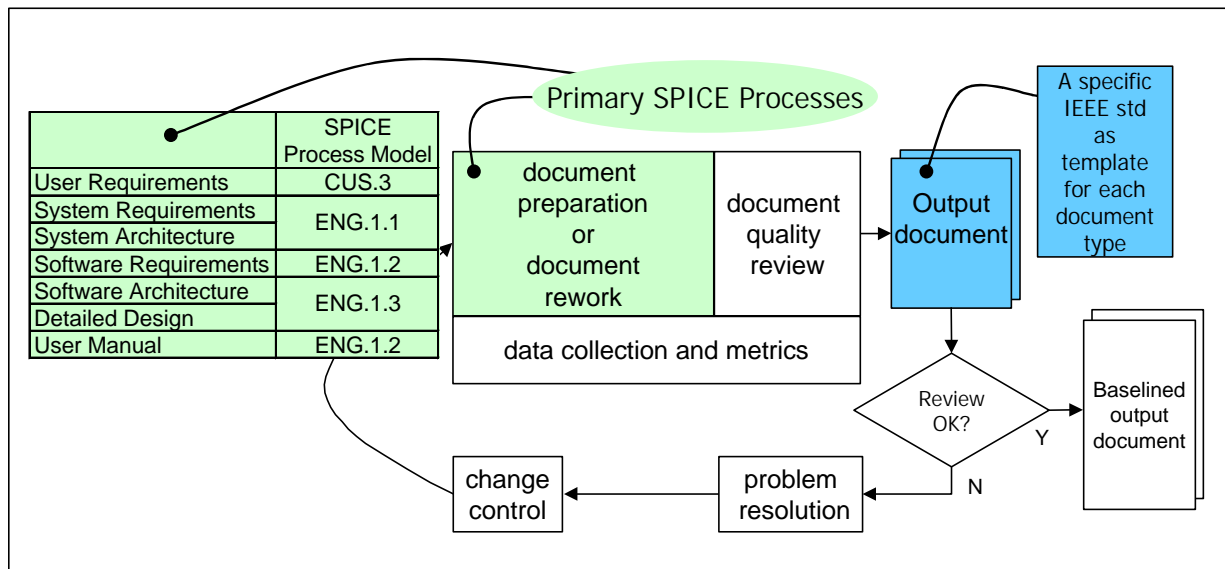 Primary SPICE Processes
A specific
IEEE std
as
template
for each
document
type
SPICE
Process Model
User Requirements CUS.3
System Requirements
ENG.1.1
System Architecture
Software Requirements ENG.1.2
Software Architecture
ENG.1.3
Detailed Design
User Manual ENG.1.2
document
preparation
or
document
rework
document
quality
review
data collection and metrics
Output
document
Review
OK?
Y
N
Baselined
output
document
problem
resolution
change
control